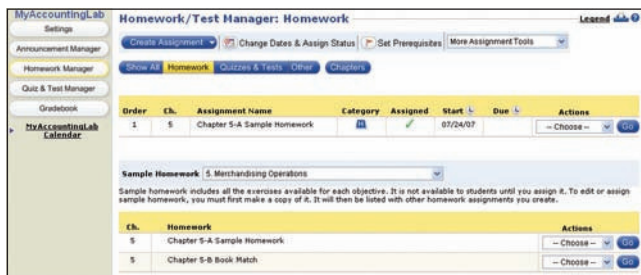 MyAccountingLab
Settings
Announcement Manager
Homework Manager
Quiz & Test Manager
Gradebook
MyAccountingLab
Calendar
Homework/Test Manager: Homework
Legend
Create Assignment Change Dates & Assign Status Set Prerequisites More Assignment Tools
Show All Homework Quizzes & Tests Other Chapters
Order Ch. Assignment Name Category Assigned Start Due Actions
1 5 Chapter 5-A Sample Homework 07/24/07 -- Choose -- Go
Sample Homework 5. Merchandising Operations
Sample homework includes all the exercises available for each objective. It is not available to students until you assign it. To edit or assign
sample homework, you must first make a copy of it. It will then be listed with other homework assignments you create.
Ch. Homework Actions
5 Chapter 5-A Sample Homework -- Choose -- Go
5 Chapter 5-B Book Match -- Choose -- Go